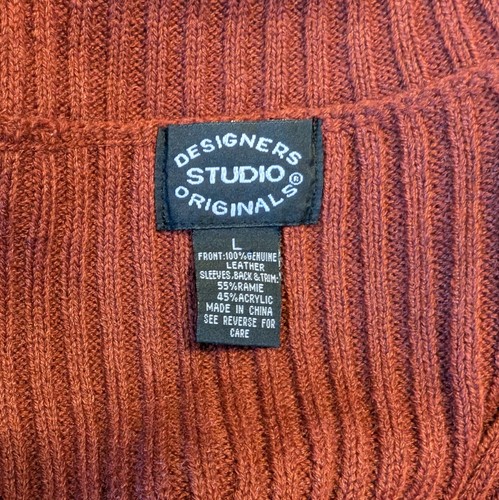 DESIGNERS
STUDIO
ORIGINALS®
L
FRONT:100%GENUINE
LEATHER
SLEEVES,BACK&TRIM:
55%RAMIE
45%ACRYLIC
MADE IN CHINA
SEE REVERSE FOR
CARE